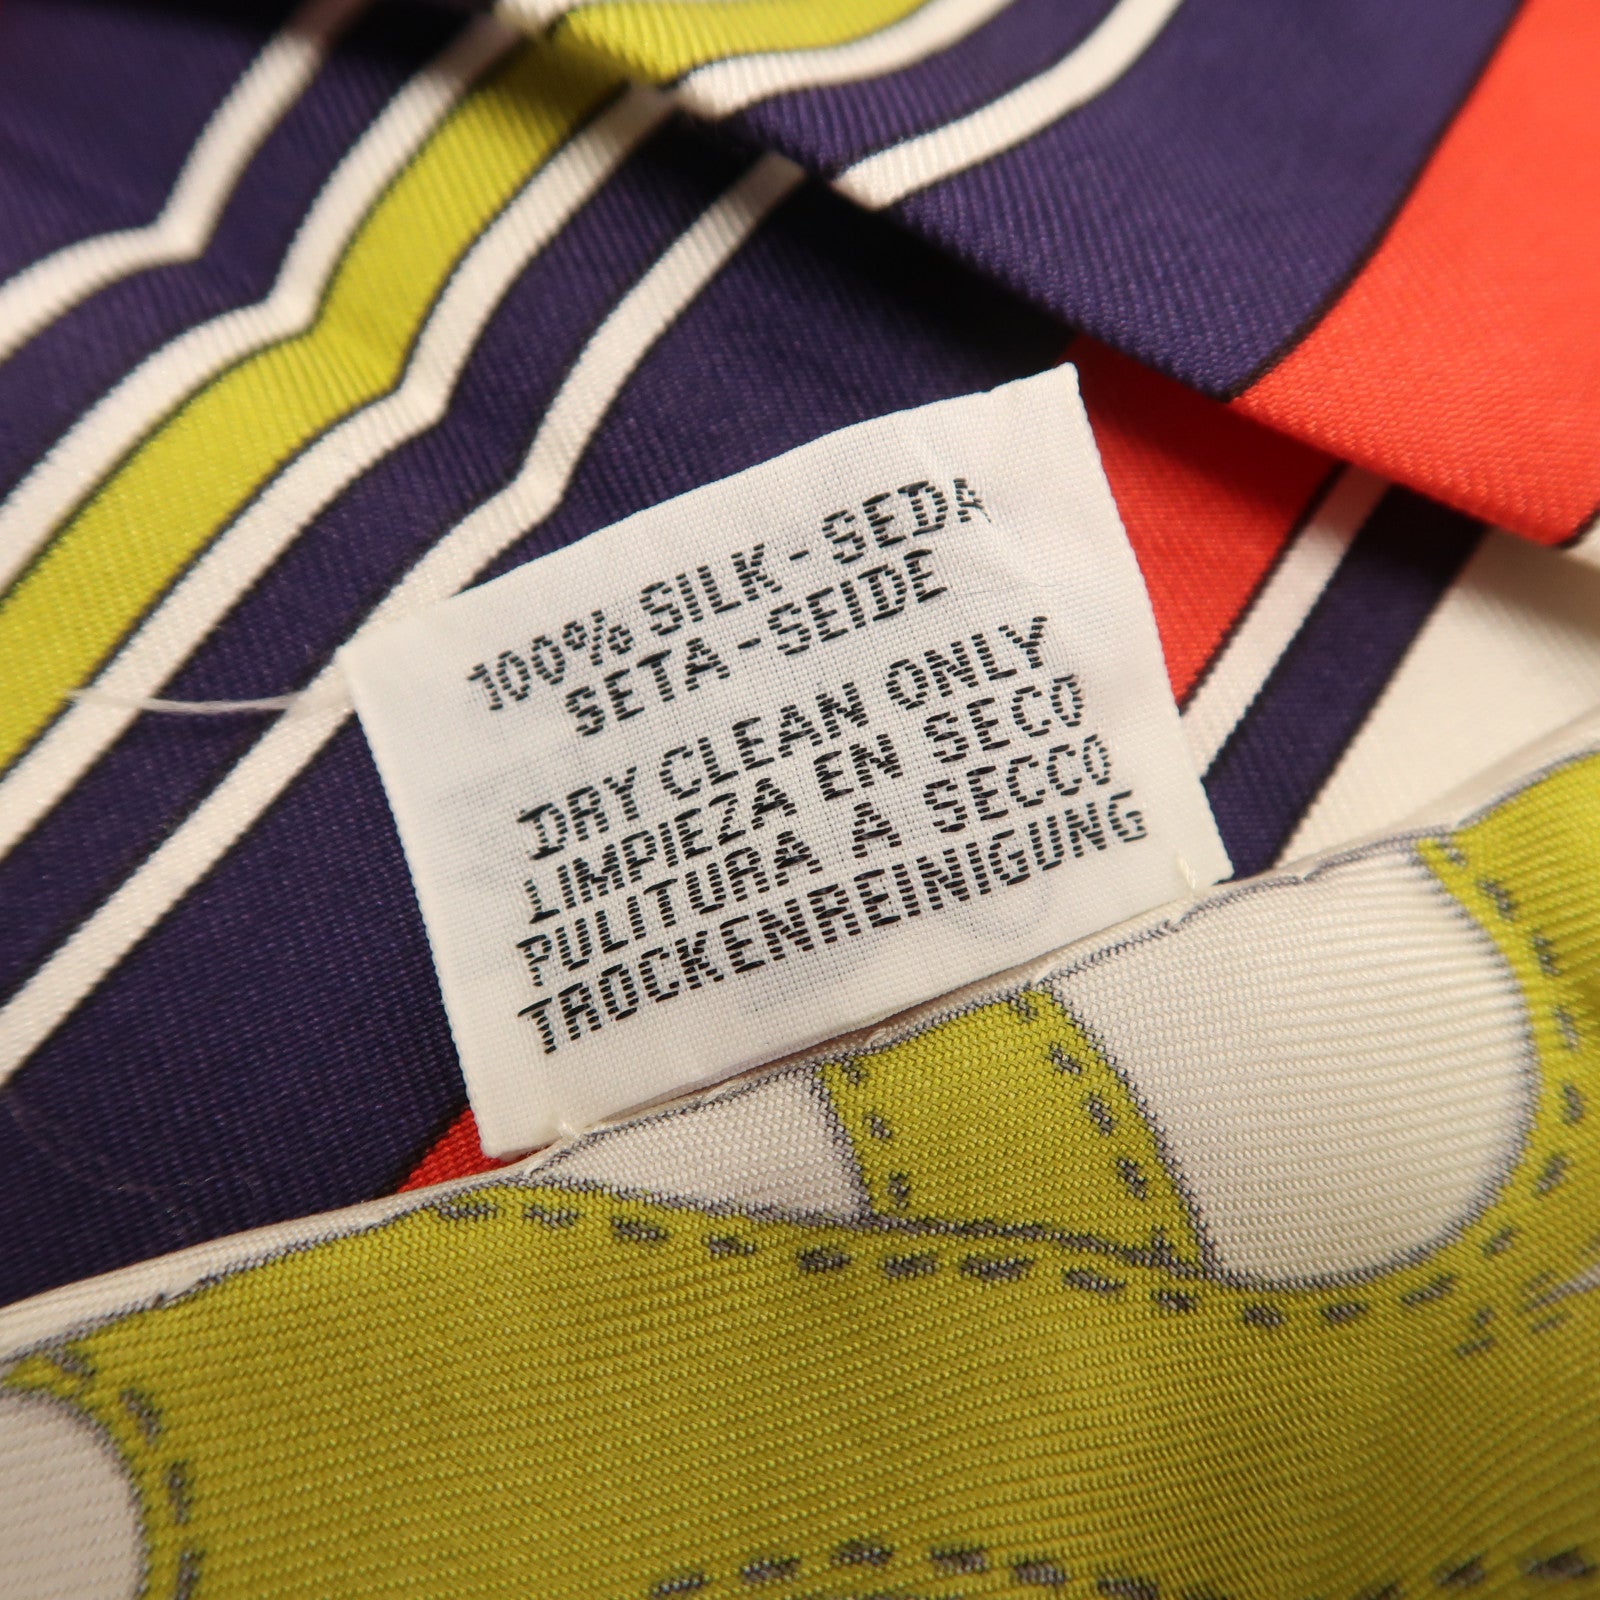 100% SILK - SEDA
SETA - SEIDE
DRY CLEAN ONLY
LIMPIEZA EN SECO
PULITURA A SECCO
TROCKENREINIGUNG